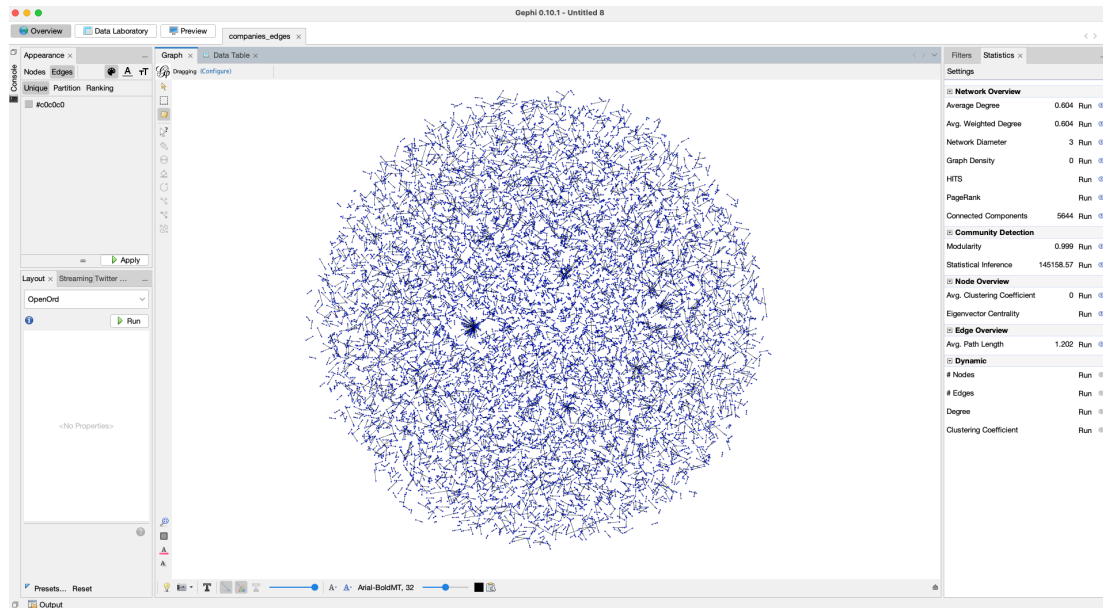 Gephi 0.10.1 - Untitled 8
Overview
Data Laboratory
Preview
companies_edges ×
Console
Appearance ×
Nodes Edges
A
тT
Unique Partition Ranking
#c0c0c0
Apply
Layout × Streaming Twitter ...
OpenOrd
Run
<No Properties>
Presets... Reset
Graph × Data Table ×
Dragging (Configure)
T
A- A- Arial-BoldMT, 32
Filters Statistics ×
Settings
Network Overview
Average Degree 0.604 Run
Avg. Weighted Degree 0.604 Run
Network Diameter 3 Run
Graph Density 0 Run
HITS Run
PageRank Run
Connected Components 5644 Run
Community Detection
Modularity 0.999 Run
Statistical Inference 145158.57 Run
Node Overview
Avg. Clustering Coefficient 0 Run
Eigenvector Centrality Run
Edge Overview
Avg. Path Length 1.202 Run
Dynamic
# Nodes Run
# Edges Run
Degree Run
Clustering Coefficient Run
Output